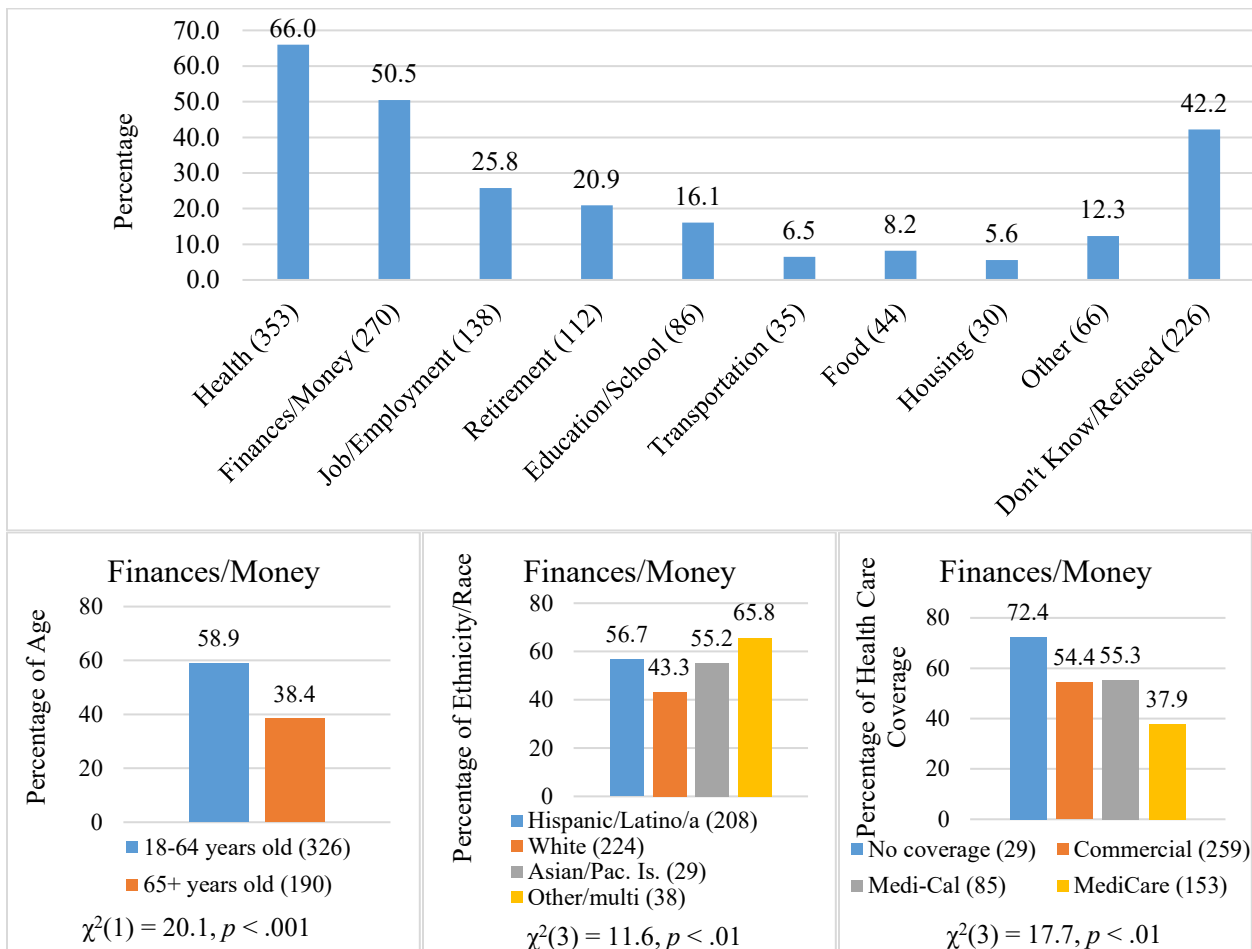 70.0
60.0
50.0
40.0
30.0
20.0
10.0
0.0
Percentage
66.0
50.5
25.8
20.9
16.1
6.5
8.2
5.6
12.3
42.2
Health (353)
Finances/Money (270)
Job/Employment (138)
Retirement (112)
Education/School (86)
Transportation (35)
Food (44)
Housing (30)
Other (66)
Don't Know/Refused (226)
Finances/Money
Percentage of Age
80
60
40
20
0
58.9
38.4
18-64 years old (326)
65+ years old (190)
χ²(1) = 20.1, p < .001
Finances/Money
Percentage of Ethnicity/Race
80
60
40
20
0
56.7
43.3
55.2
65.8
Hispanic/Latino/a (208)
White (224)
Asian/Pac. Is. (29)
Other/multi (38)
χ²(3) = 11.6, p < .01
Finances/Money
Percentage of Health Care
Coverage
80
60
40
20
0
72.4
54.4
55.3
37.9
No coverage (29)
Commercial (259)
Medi-Cal (85)
MediCare (153)
χ²(3) = 17.7, p < .01